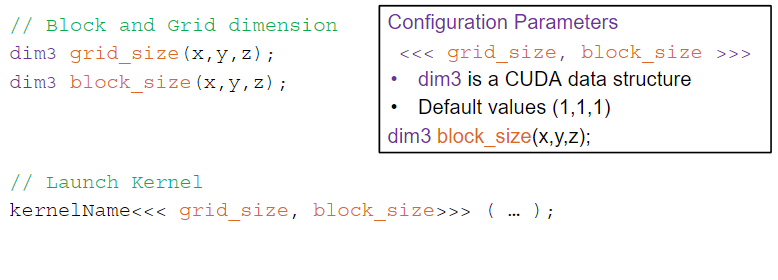 // Block and Grid dimension
dim3 grid_size(x,y,z);
dim3 block_size(x,y,z);
Configuration Parameters
<<< grid_size, block_size >>>
• dim3 is a CUDA data structure
• Default values (1,1,1)
dim3 block_size(x,y,z);
// Launch Kernel
kernelName<<< grid_size, block_size>>> ( … );